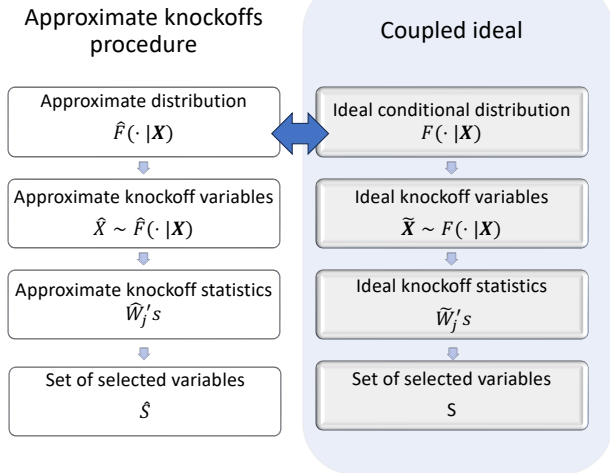 Approximate knockoffs
procedure
Approximate distribution
F̂(· |X)
Approximate knockoff variables
X̂ ~ F̂(· |X)
Approximate knockoff statistics
Ŵⱼ′s
Set of selected variables
Ŝ
Coupled ideal
Ideal conditional distribution
F(· |X)
Ideal knockoff variables
X̃ ~ F(· |X)
Ideal knockoff statistics
W̃ⱼ′s
Set of selected variables
S